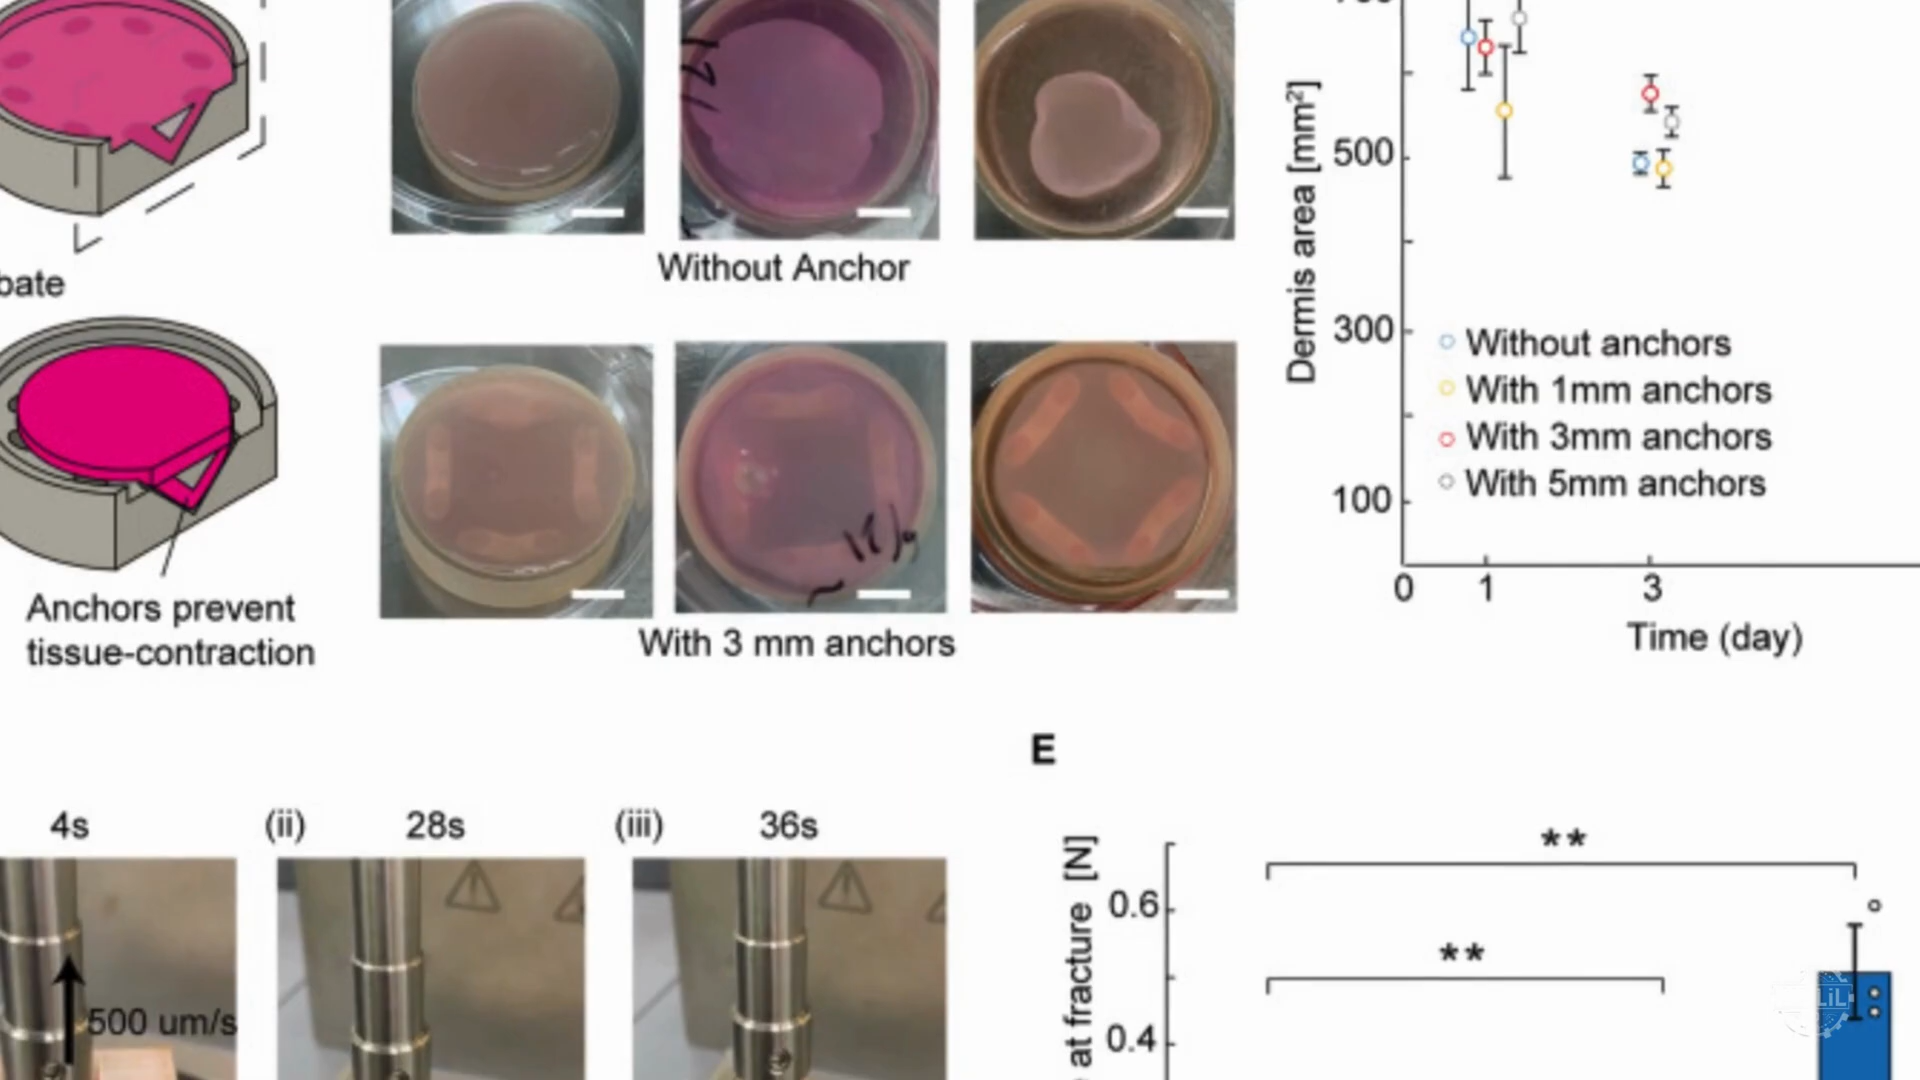 bate
Anchors prevent
tissue-contraction
Without Anchor
With 3 mm anchors
Dermis area [mm²]
500
300
100
Without anchors
With 1mm anchors
With 3mm anchors
With 5mm anchors
0 1 3
Time (day)
4s
(ii) 28s
(iii) 36s
500 um/s
E
**
**
at fracture [N]
0.6
0.4
LiL